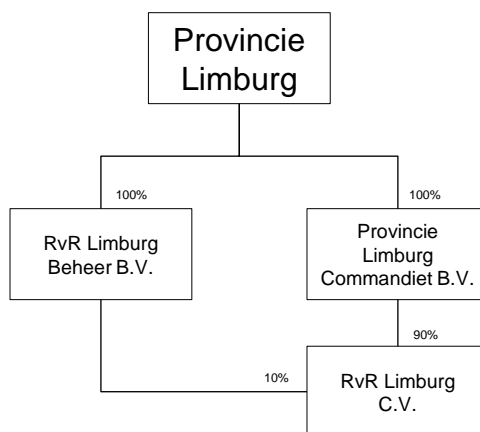 Provincie
Limburg
100%
100%
RvR Limburg
Beheer B.V.
Provincie
Limburg
Commandiet B.V.
90%
10%
RvR Limburg
C.V.